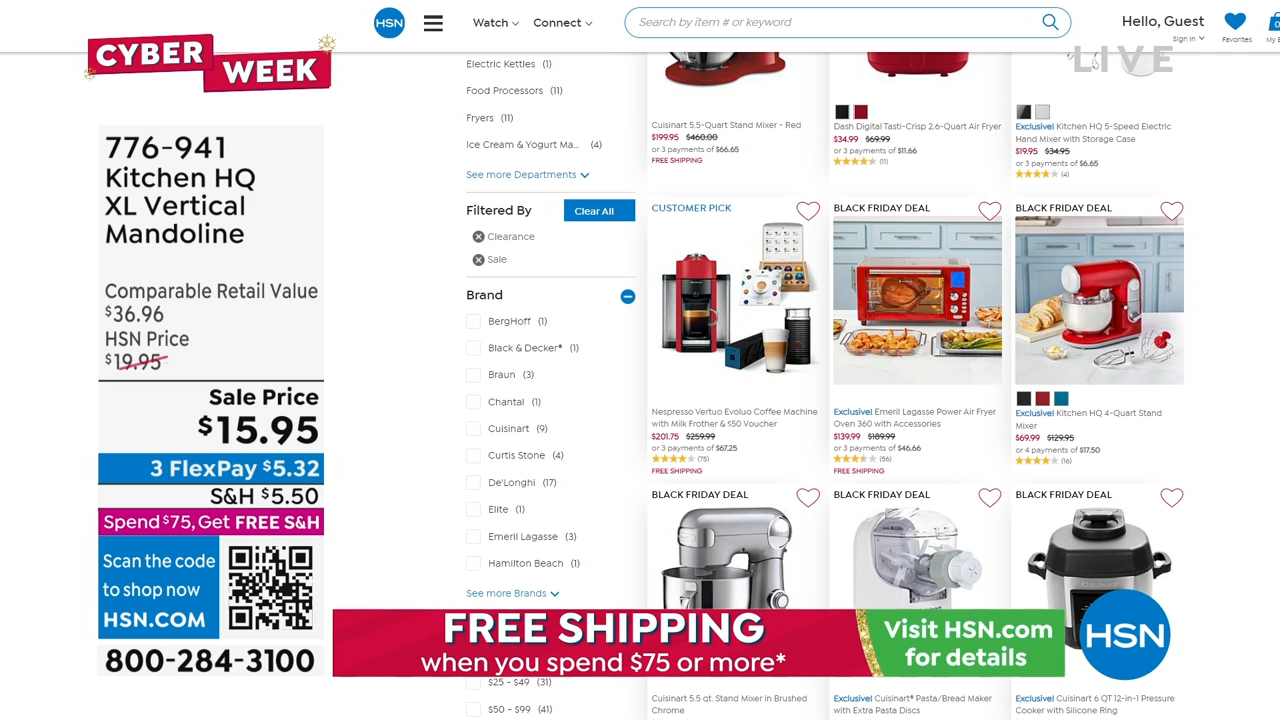 HSN
Watch
Connect
Search by item # or keyword
Hello, Guest
Sign In
Favorites
0
LIVE
CYBER
WEEK
776-941
Kitchen HQ
XL Vertical
Mandoline
Comparable Retail Value
$36.96
HSN Price
$19.95
Sale Price
$15.95
3 FlexPay $5.32
S&H $5.50
Spend $75, Get FREE S&H
Scan the code
to shop now
HSN.COM
800-284-3100
Electric Kettles (1)
Food Processors (11)
Fryers (11)
Ice Cream & Yogurt Ma... (4)
See more Departments
Filtered By
Clear All
Clearance
Sale
Brand
BergHoff (1)
Black & Decker® (1)
Braun (3)
Chantal (1)
Cuisinart (9)
Curtis Stone (4)
De'Longhi (17)
Elite (1)
Emeril Lagasse (3)
Hamilton Beach (1)
See more Brands
$25 - $49 (31)
$50 - $99 (41)
Cuisinart 5.5-Quart Stand Mixer - Red
$199.95 $460.00
or 3 payments of $66.65
FREE SHIPPING
Dash Digital Tasti-Crisp 2.6-Quart Air Fryer
$34.99 $69.99
or 3 payments of $11.66
(11)
Exclusive! Kitchen HQ 5-Speed Electric
Hand Mixer with Storage Case
$19.95 $34.95
or 3 payments of $6.65
(4)
CUSTOMER PICK
Nespresso Vertuo Evoluo Coffee Machine
with Milk Frother & $50 Voucher
$201.75 $259.99
or 3 payments of $67.25
(75)
FREE SHIPPING
BLACK FRIDAY DEAL
Exclusive! Emeril Lagasse Power Air Fryer
Oven 360 with Accessories
$139.99 $189.99
or 3 payments of $46.66
(56)
FREE SHIPPING
BLACK FRIDAY DEAL
Exclusive! Kitchen HQ 4-Quart Stand
Mixer
$69.99 $129.95
or 4 payments of $17.50
(16)
BLACK FRIDAY DEAL
Cuisinart 5.5 qt. Stand Mixer in Brushed
Chrome
BLACK FRIDAY DEAL
Exclusive! Cuisinart® Pasta/Bread Maker
with Extra Pasta Discs
BLACK FRIDAY DEAL
Exclusive! Cuisinart 6 QT 12-in-1 Pressure
Cooker with Silicone Ring
FREE SHIPPING
when you spend $75 or more*
Visit HSN.com
for details
HSN